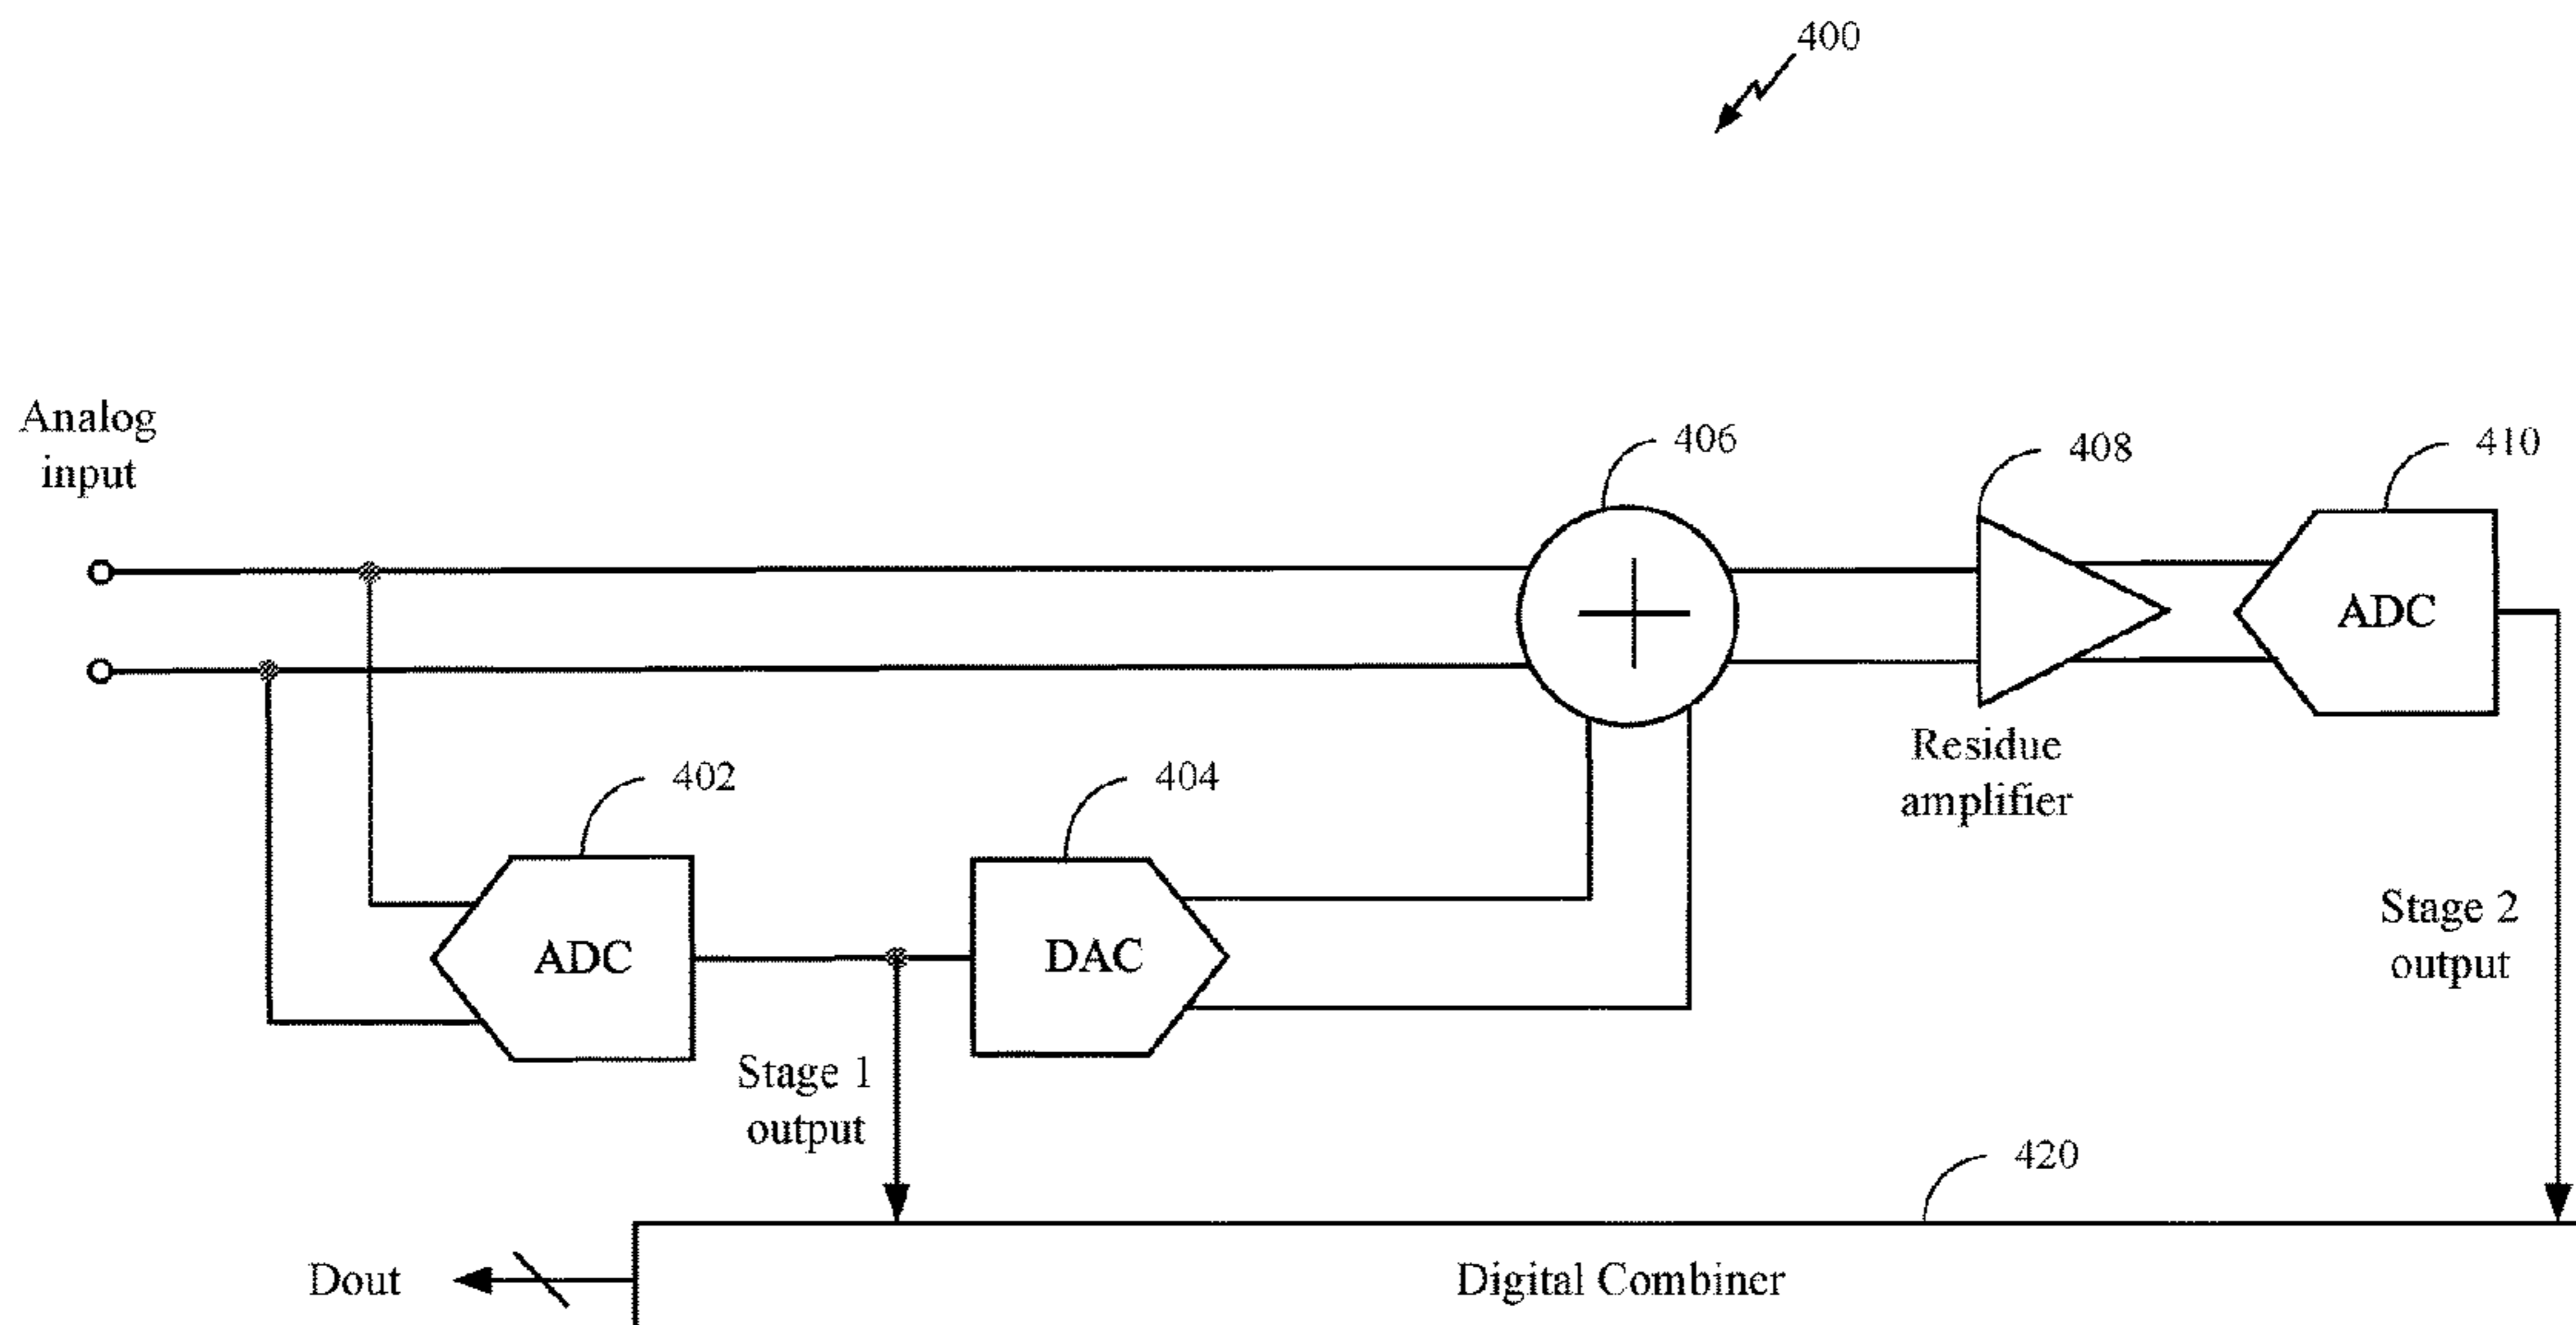 400
Analog
input
406
408
410
ADC
Residue
amplifier
402
404
ADC
DAC
Stage 2
output
Stage 1
output
420
Dout
Digital Combiner